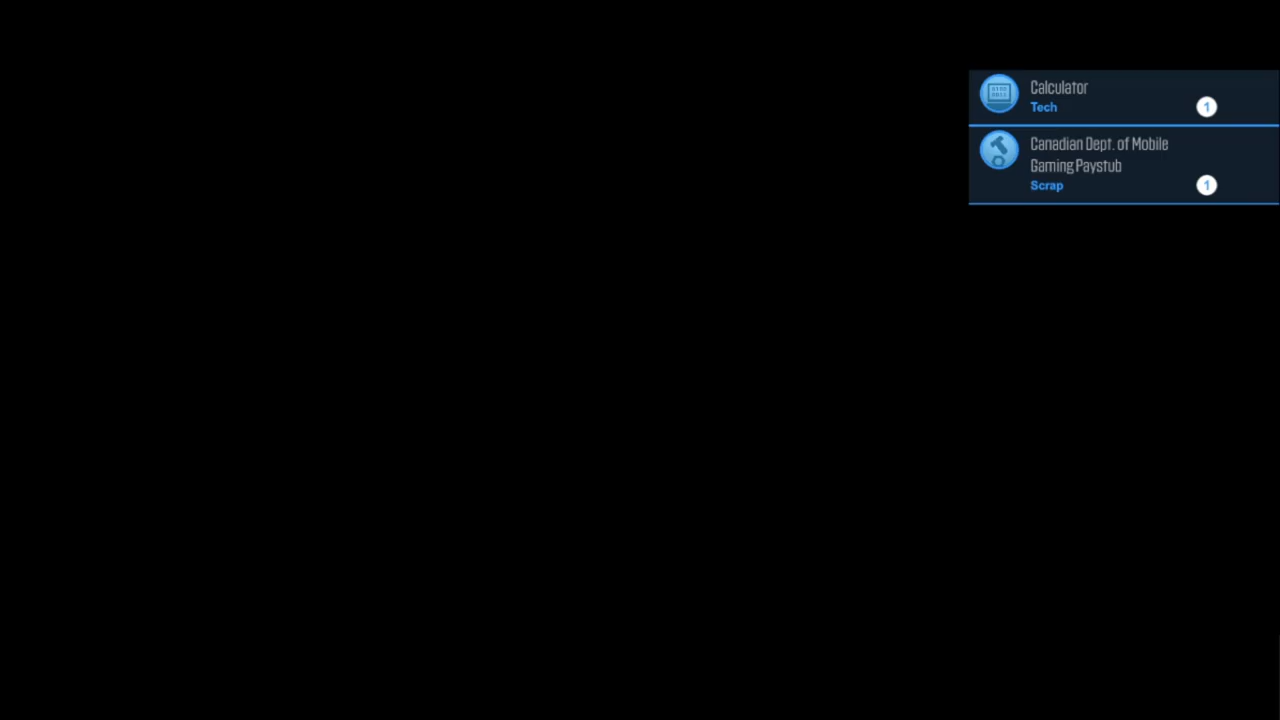 Calculator
Tech
1
Canadian Dept. of Mobile
Gaming Paystub
Scrap
1